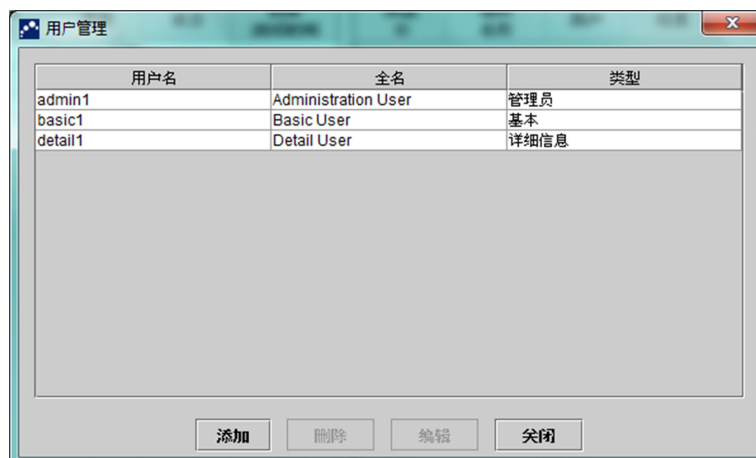 用户管理
用户名 全名 类型
admin1 Administration User 管理员
basic1 Basic User 基本
detail1 Detail User 详细信息
添加 删除 编辑 关闭